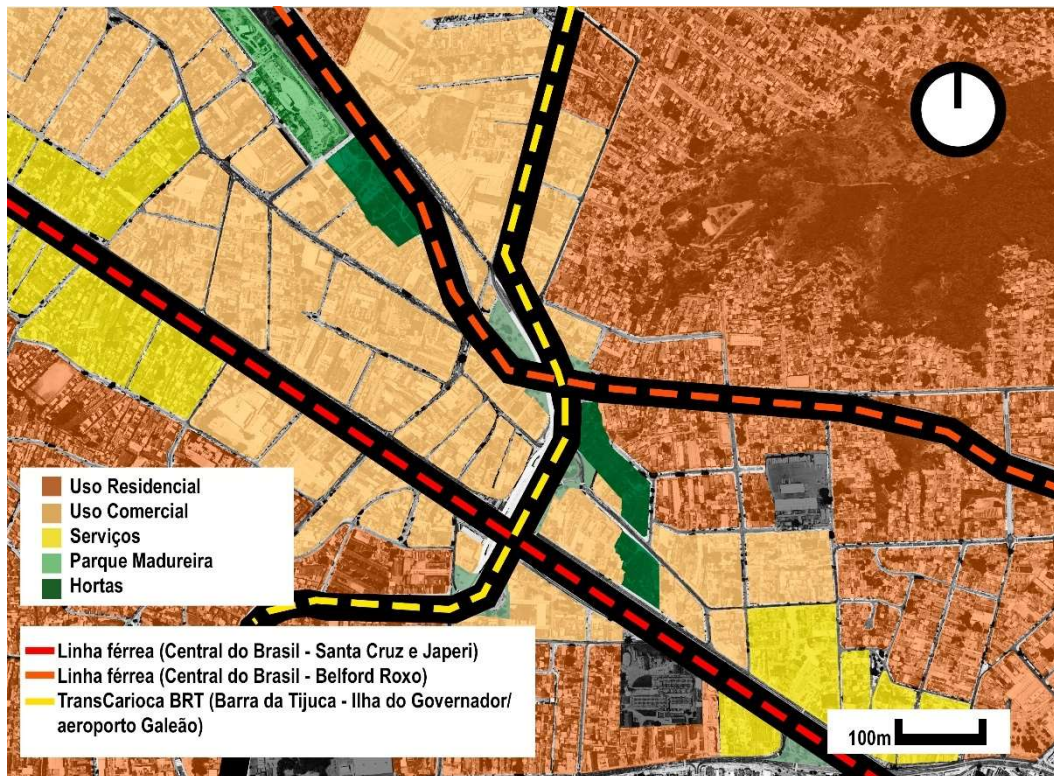 Uso Residencial
Uso Comercial
Serviços
Parque Madureira
Hortas
Linha férrea (Central do Brasil - Santa Cruz e Japeri)
Linha férrea (Central do Brasil - Belford Roxo)
TransCarioca BRT (Barra da Tijuca - Ilha do Governador/
aeroporto Galeão)
100m